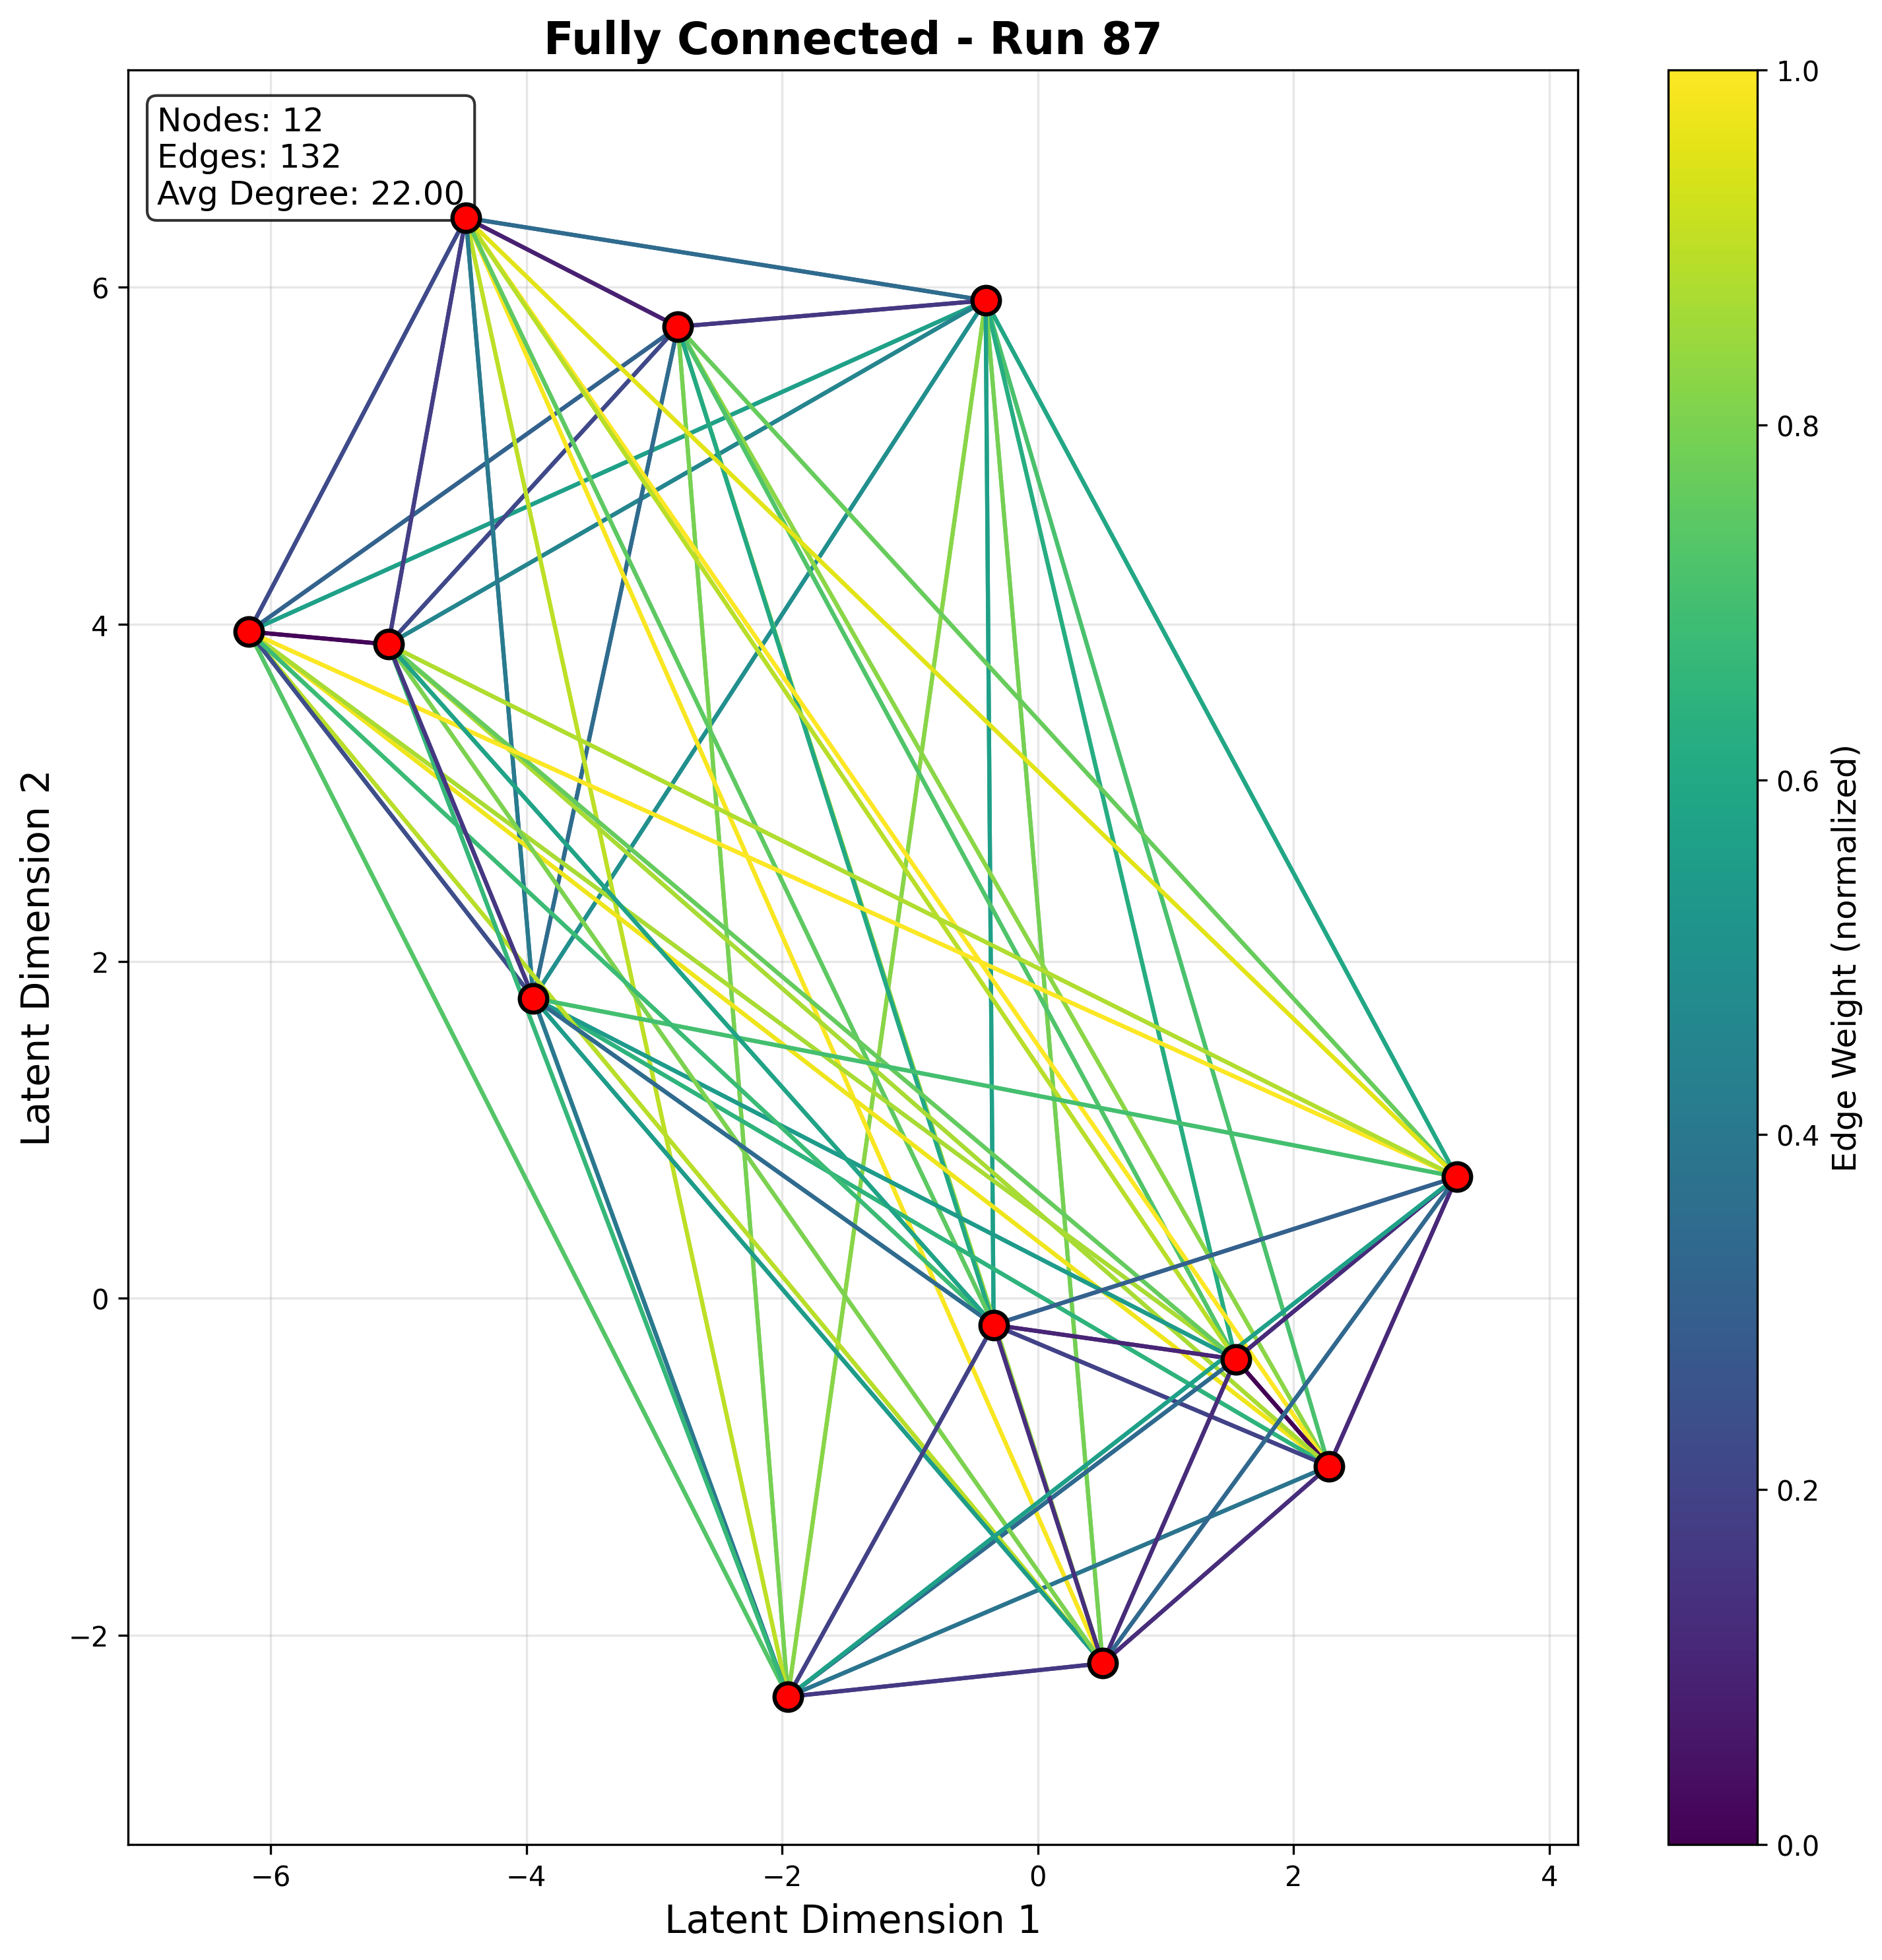 Fully Connected - Run 87
Nodes: 12
Edges: 132
Avg Degree: 22.00
6
4
2
0
−2
−6
−4
−2
0
2
4
Latent Dimension 1
Latent Dimension 2
1.0
0.8
0.6
0.4
0.2
0.0
Edge Weight (normalized)